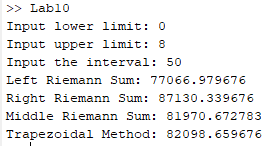 >> Lab10
Input lower limit: 0
Input upper limit: 8
Input the interval: 50
Left Riemann Sum: 77066.979676
Right Riemann Sum: 87130.339676
Middle Riemann Sum: 81970.672783
Trapezoidal Method: 82098.659676